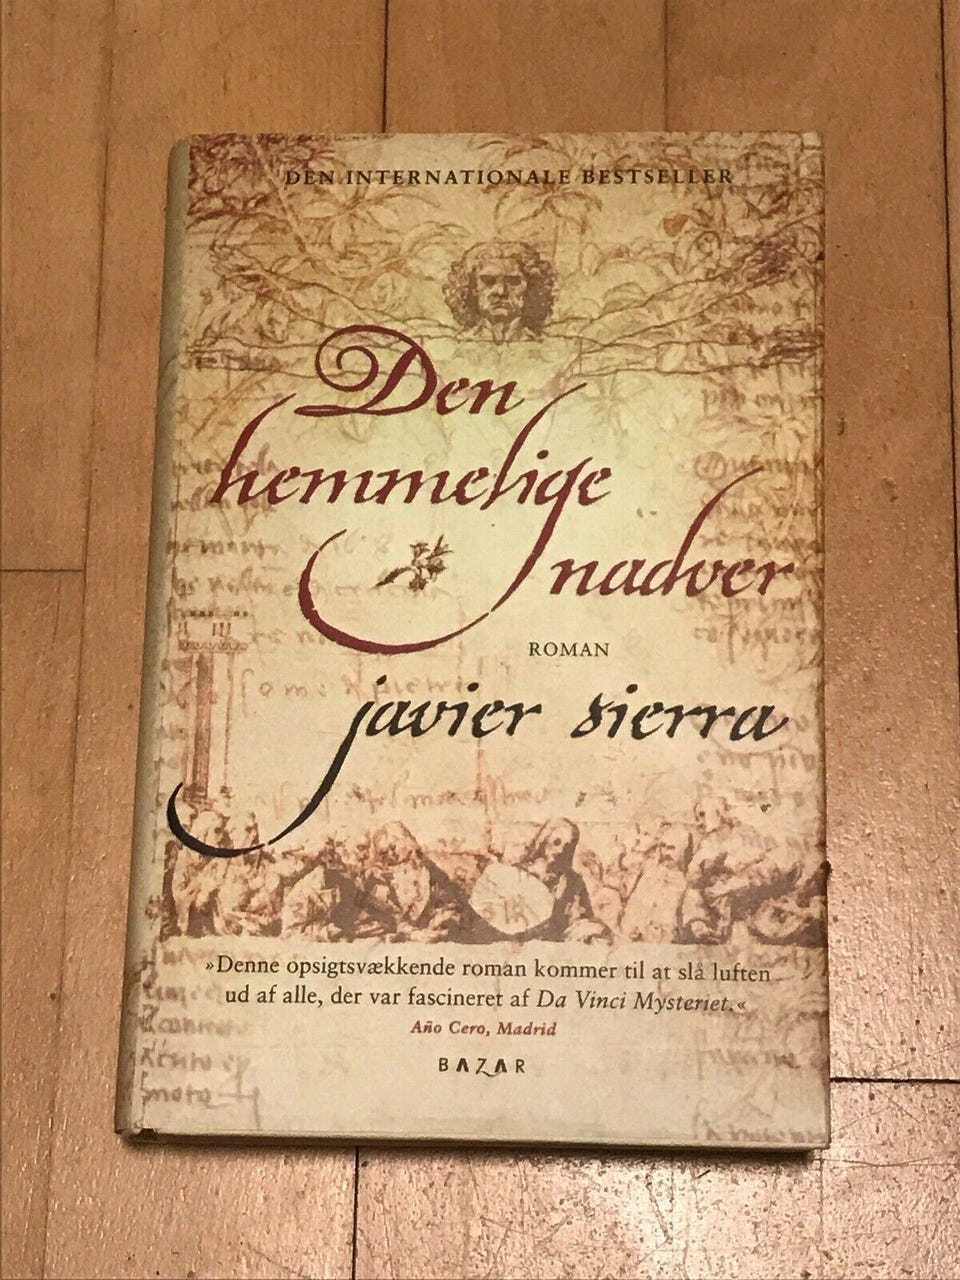 DEN INTERNATIONALE BESTSELLER
Den
hemmelige
nadver
ROMAN
javier sierra
»Denne opsigtsvækkende roman kommer til at slå luften
ud af alle, der var fascineret af Da Vinci Mysteriet.«
Año Cero, Madrid
BAZAR